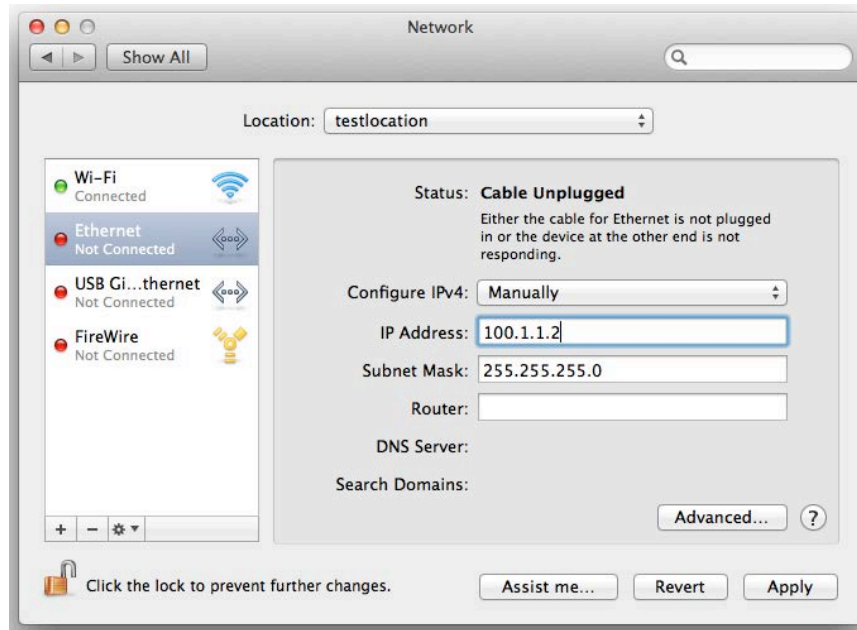 Network
Show All
Location: testlocation
Wi-Fi
Connected
Ethernet
Not Connected
USB Gi...thernet
Not Connected
FireWire
Not Connected
Status: Cable Unplugged
Either the cable for Ethernet is not plugged
in or the device at the other end is not
responding.
Configure IPv4: Manually
IP Address: 100.1.1.2
Subnet Mask: 255.255.255.0
Router:
DNS Server:
Search Domains:
Advanced... ?
+ −
Click the lock to prevent further changes.
Assist me... Revert Apply